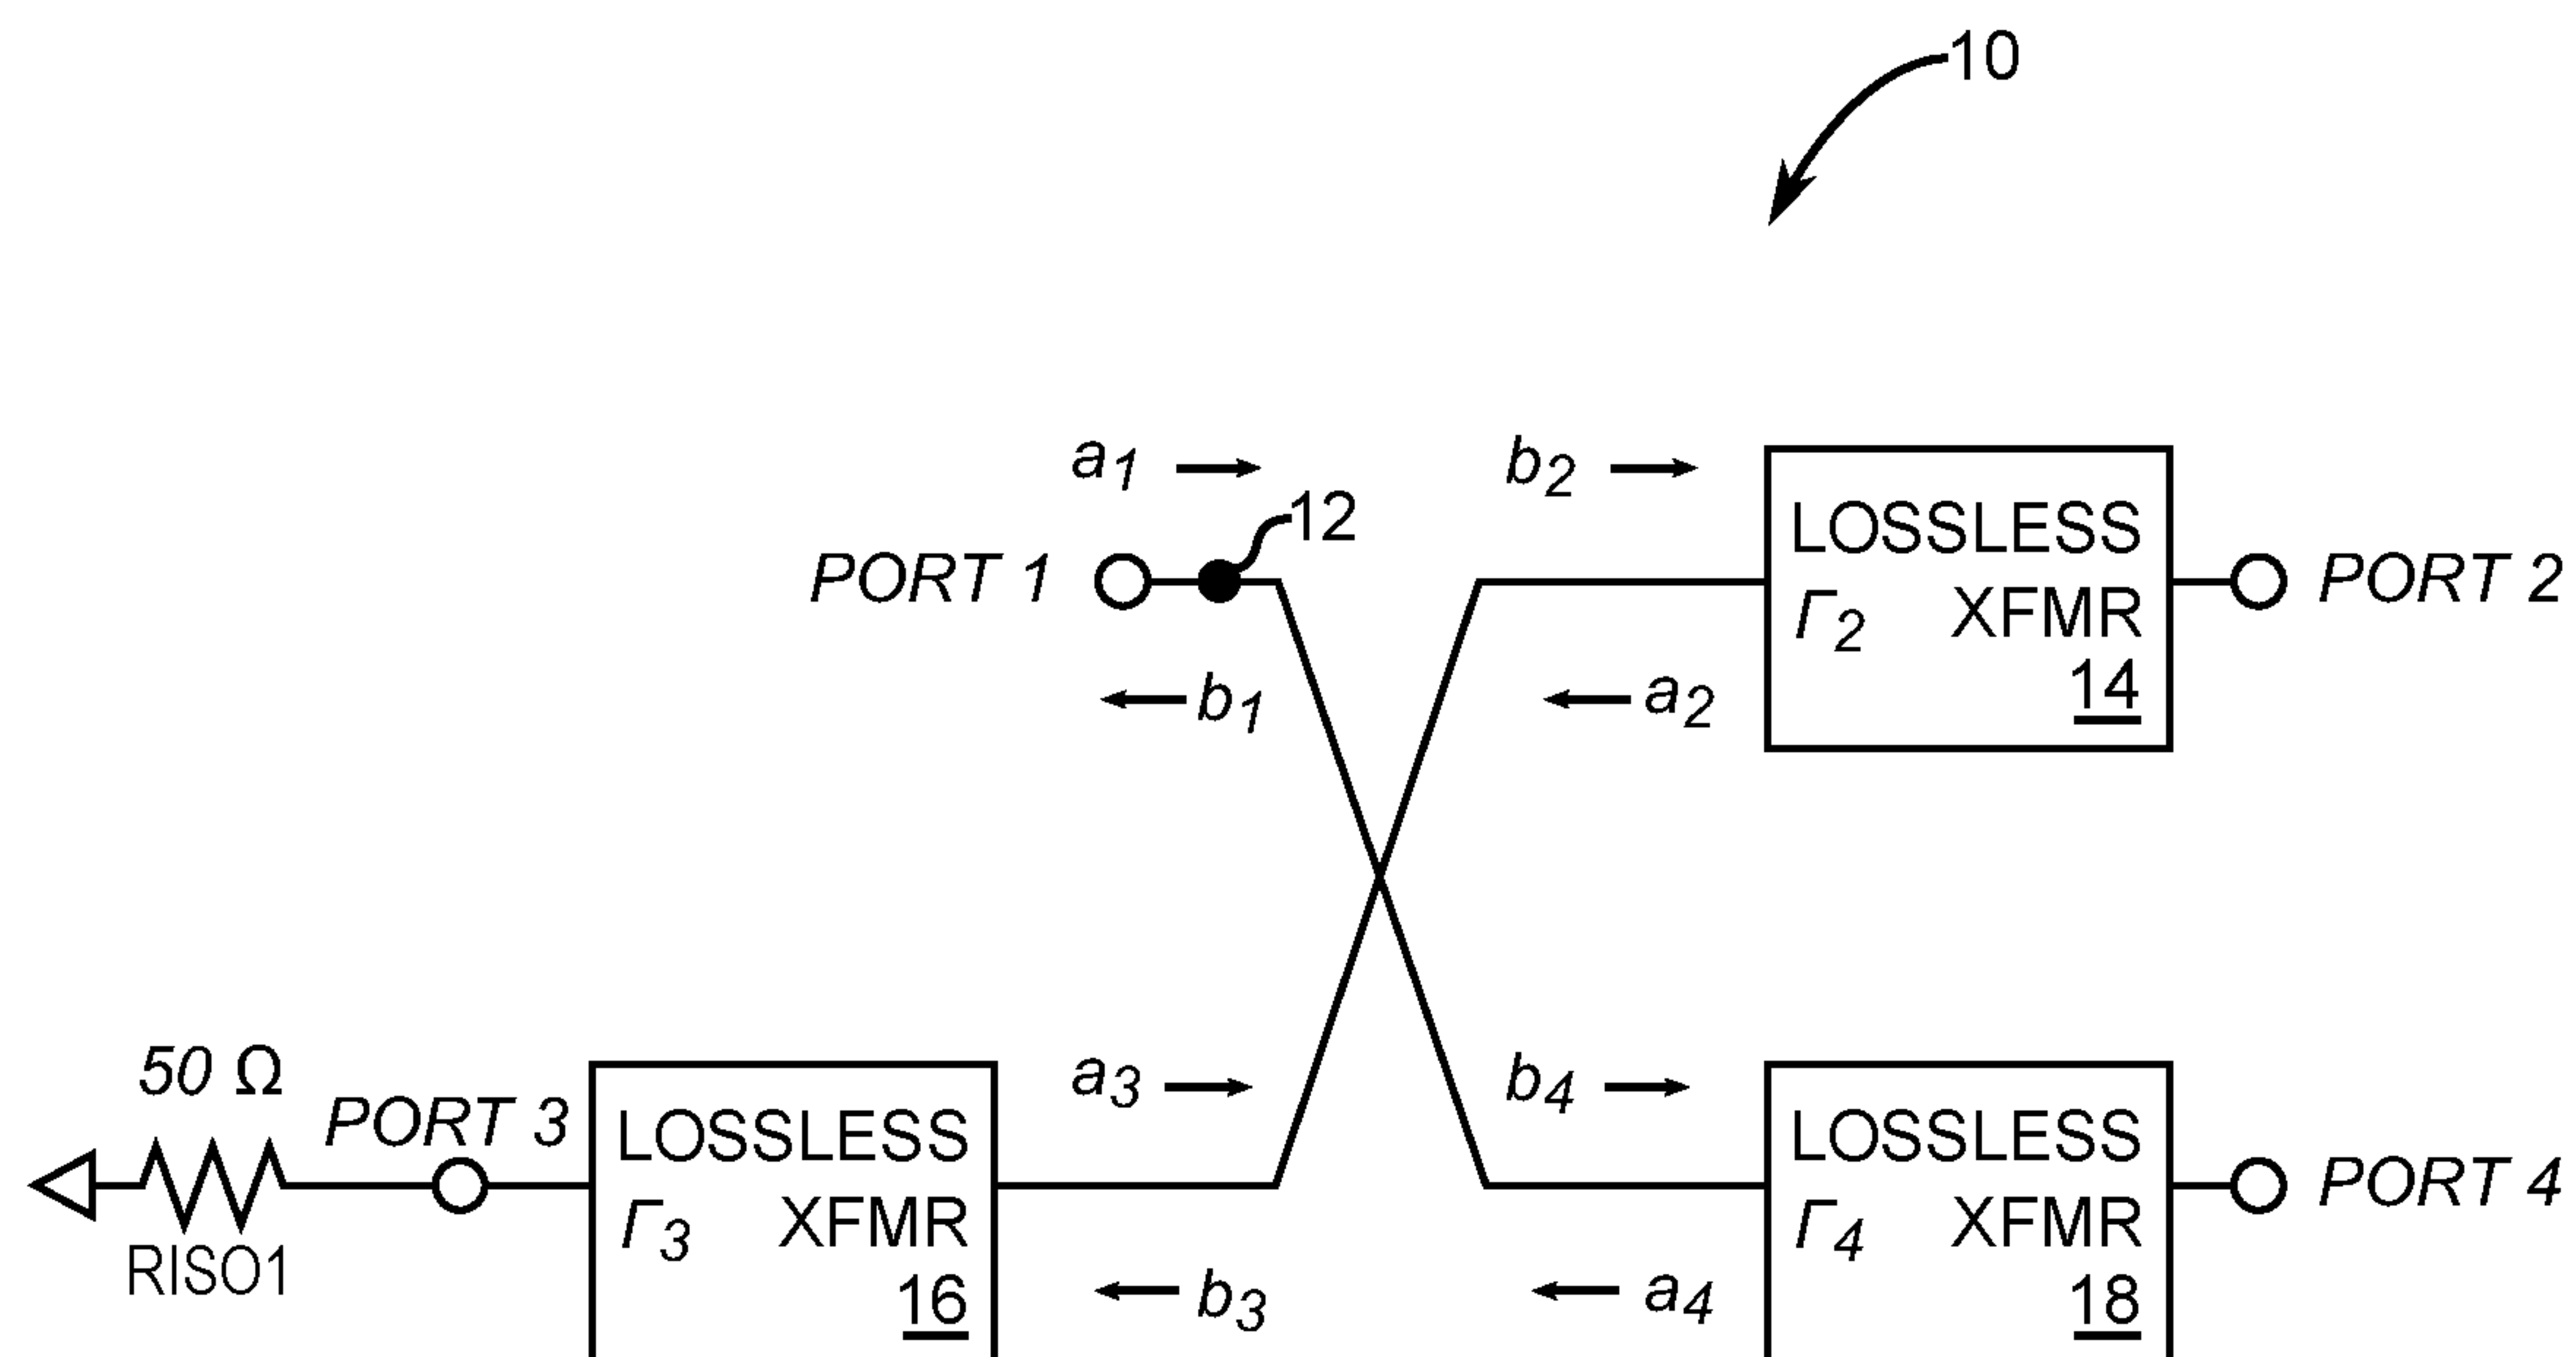 10
a1
b2
12
PORT 1
LOSSLESS
Γ2 XFMR
14
PORT 2
b1
a2
50 Ω
PORT 3
RISO1
a3
b4
LOSSLESS
Γ3 XFMR
16
LOSSLESS
Γ4 XFMR
18
PORT 4
b3
a4